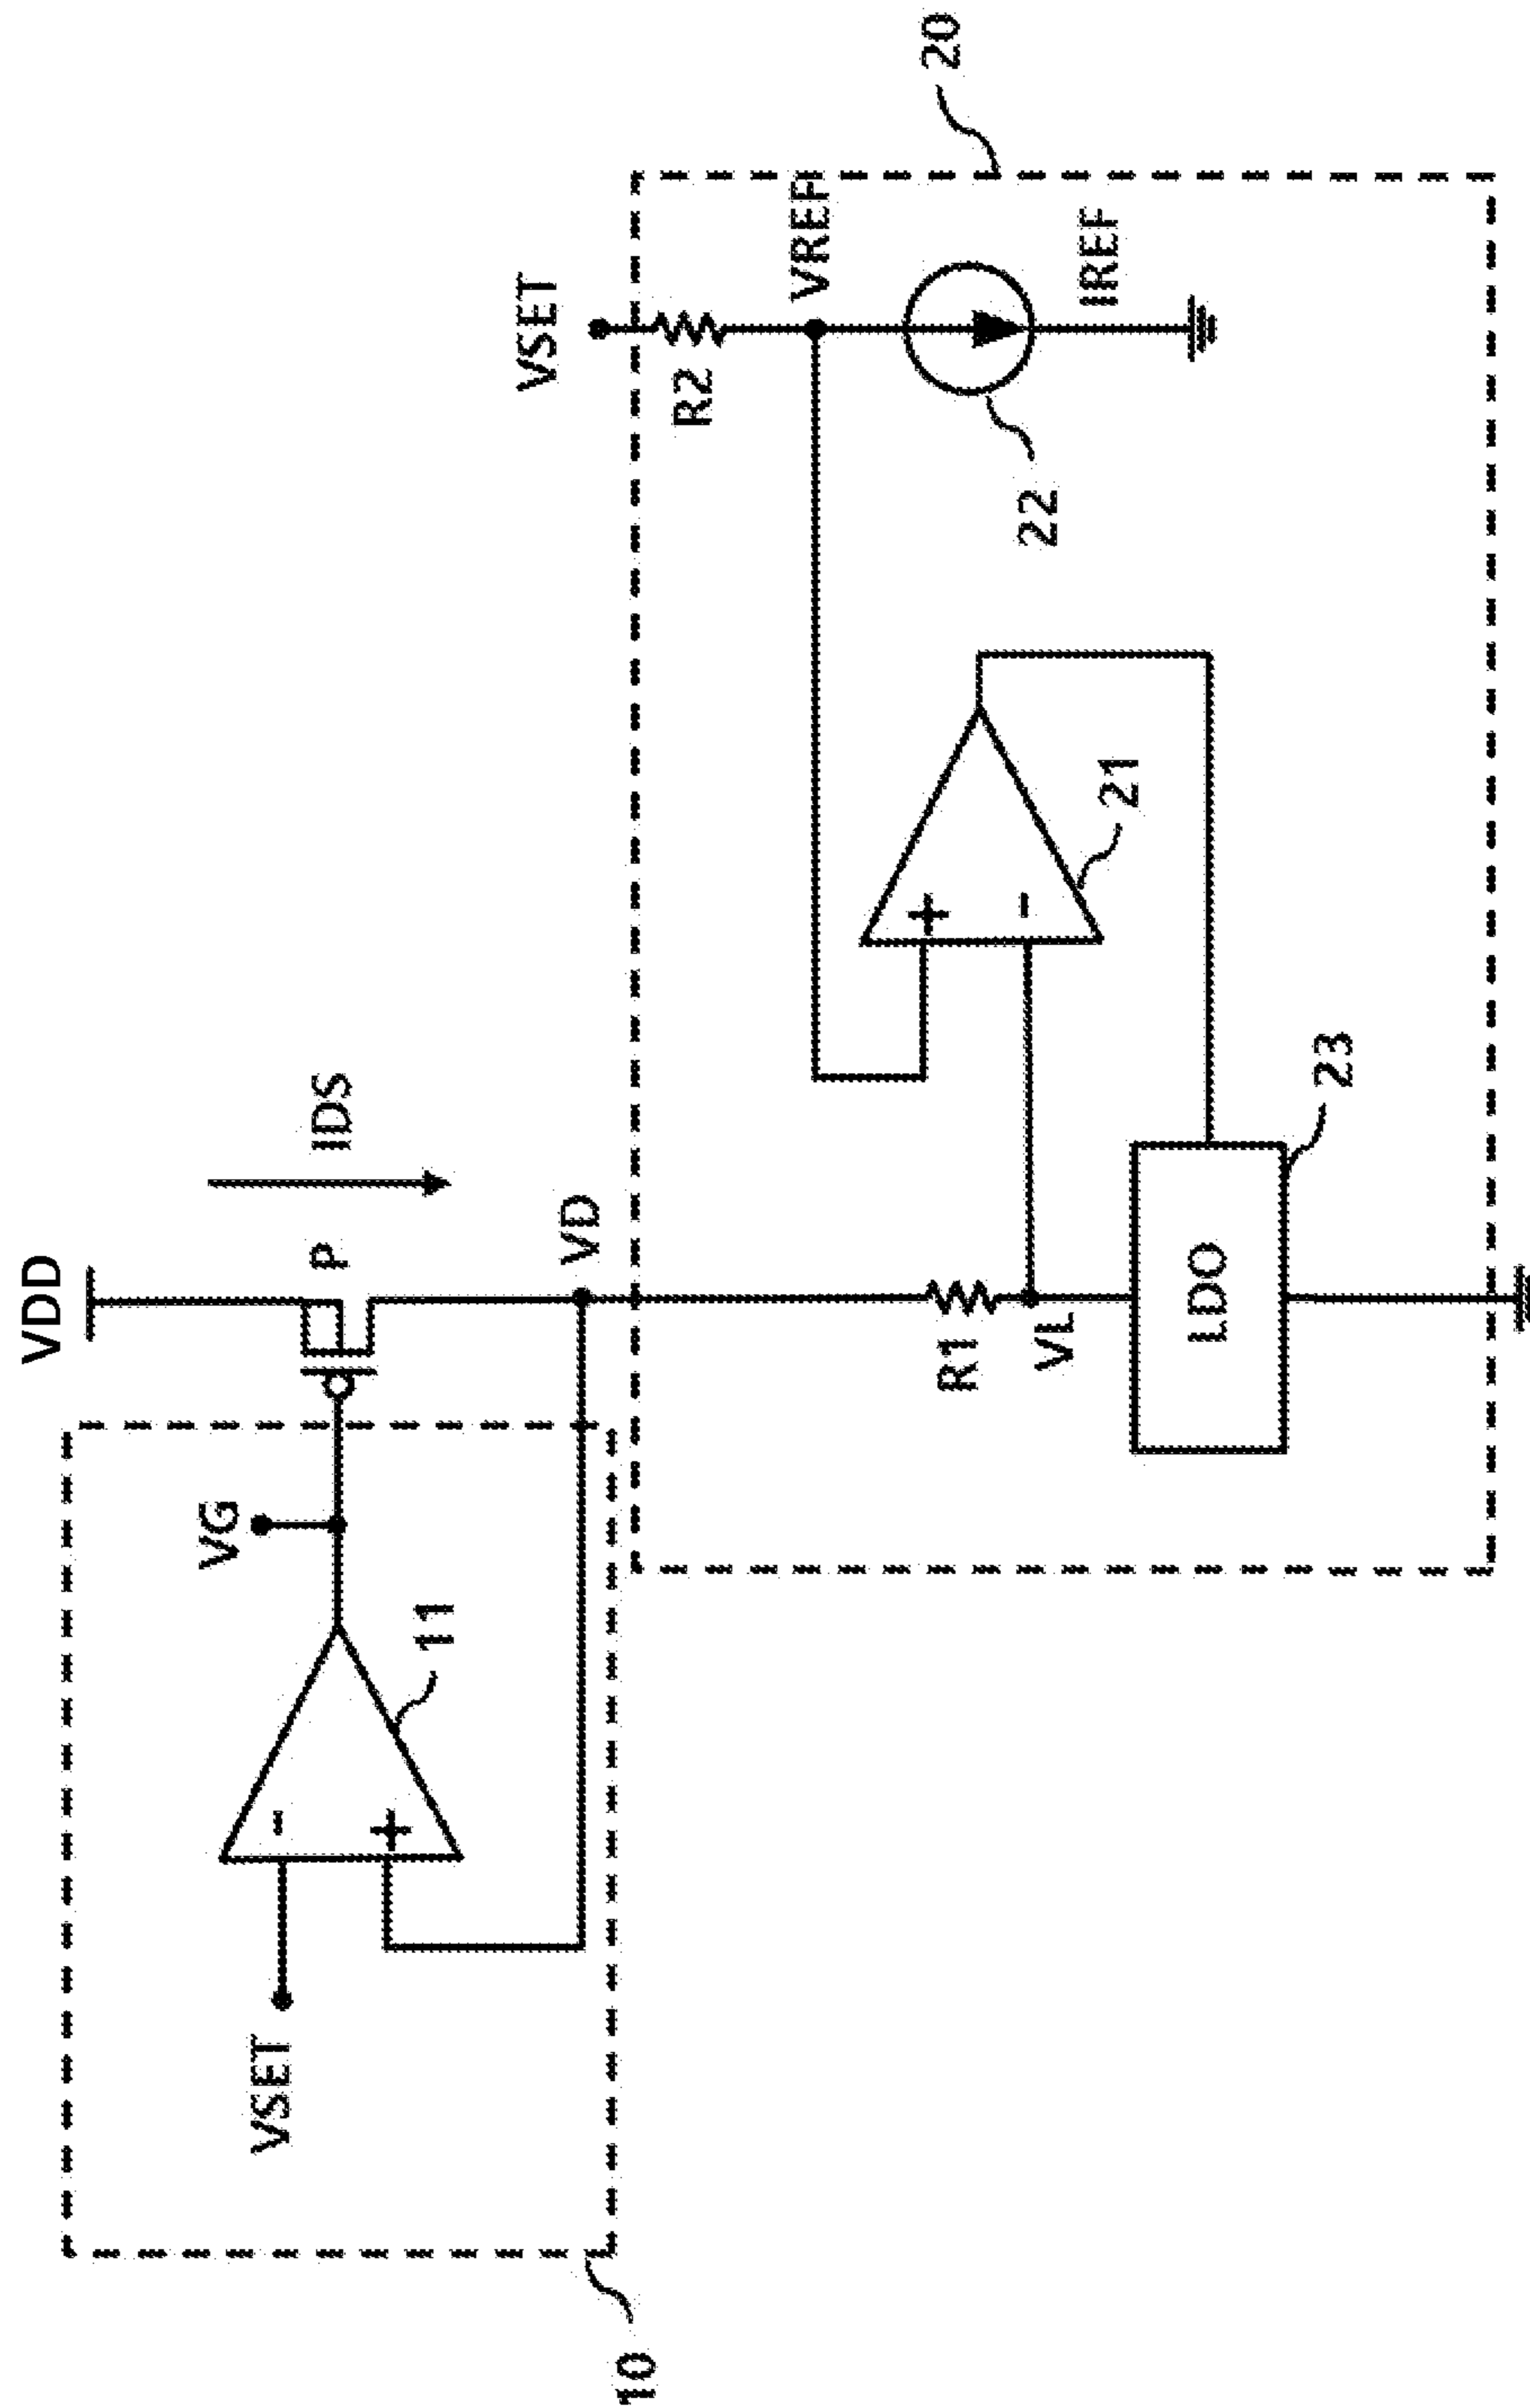 VDD
VG
P
IDS
VSET
-
+
11
VD
10
VSET
R2
20
VREF
R1
VL
+
-
21
22
IREF
LDO
23